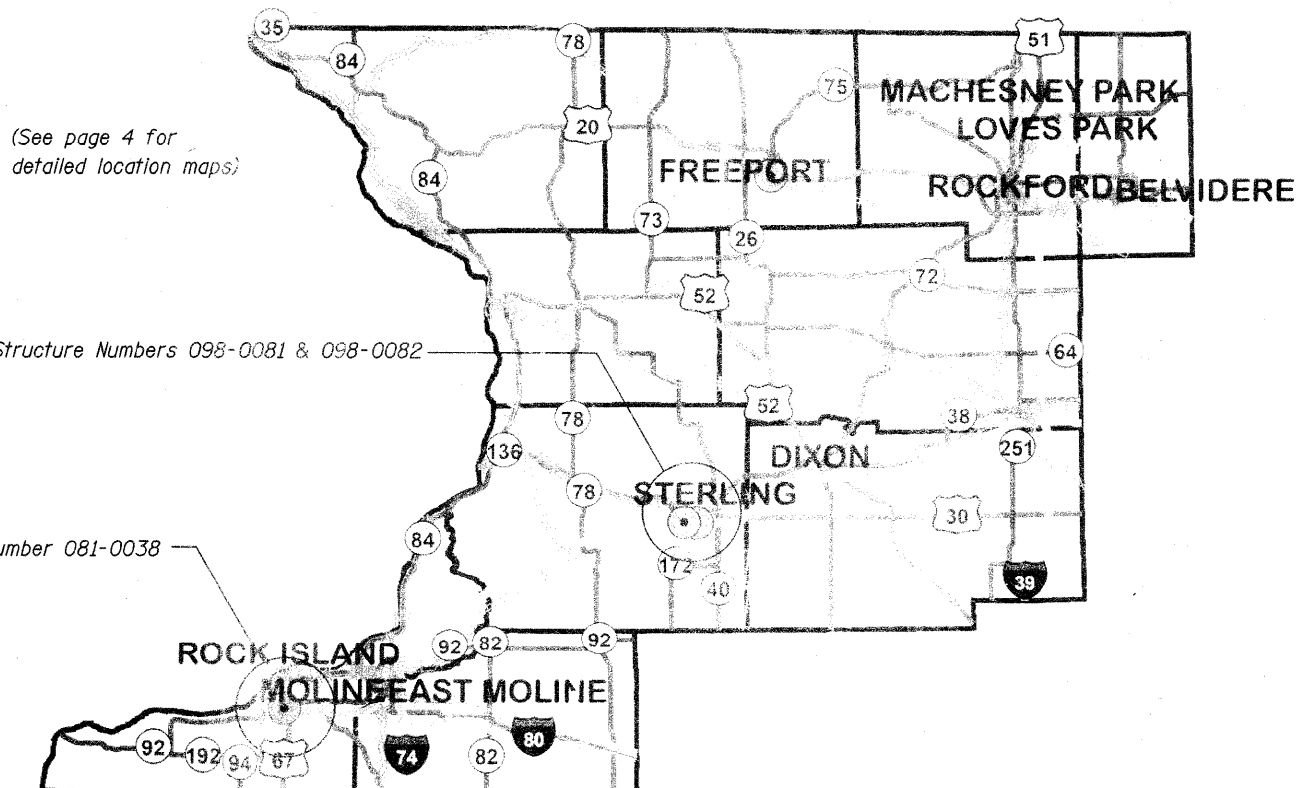 35
78
51
84
75
MACHESNEY PARK
20
LOVES PARK
(See page 4 for
detailed location maps)
FREEPORT
84
ROCKFORD
BELVIDERE
73
26
72
52
Structure Numbers 098-0081 & 098-0082
64
52
78
38
136
251
DIXON
78
STERLING
30
84
umber 081-0038
172
39
40
92
82
92
ROCK ISLAND
MOLINE
EAST MOLINE
80
92
192
94
67
74
82